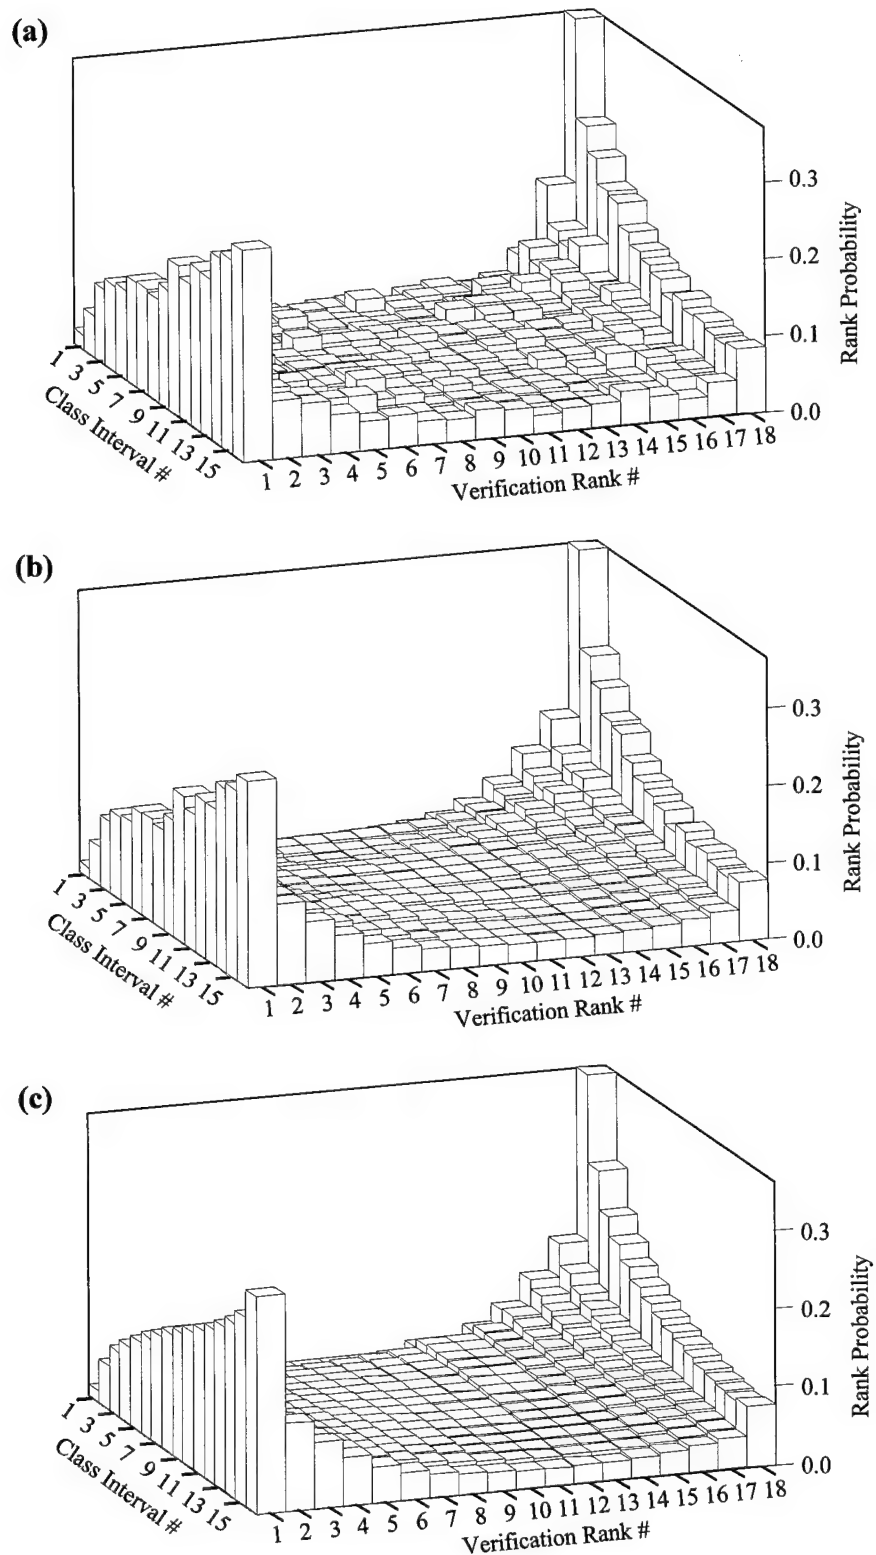 (a)
0.3
0.2
0.1
0.0
Rank Probability
1 3 5 7 9 11 13 15
Class Interval #
1 2 3 4 5 6 7 8 9 10 11 12 13 14 15 16 17 18
Verification Rank #
(b)
0.3
0.2
0.1
0.0
Rank Probability
1 3 5 7 9 11 13 15
Class Interval #
1 2 3 4 5 6 7 8 9 10 11 12 13 14 15 16 17 18
Verification Rank #
(c)
0.3
0.2
0.1
0.0
Rank Probability
1 3 5 7 9 11 13 15
Class Interval #
1 2 3 4 5 6 7 8 9 10 11 12 13 14 15 16 17 18
Verification Rank #